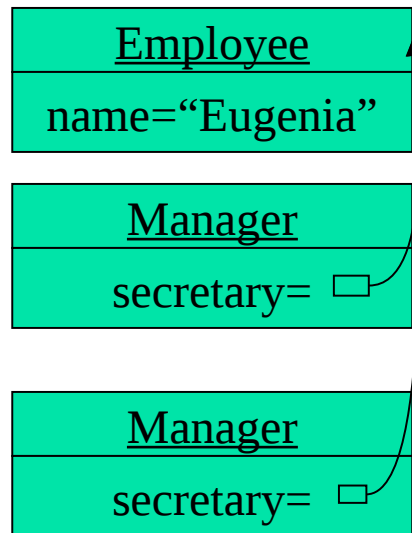 Employee
name=“Eugenia”
Manager
secretary=
Manager
secretary=